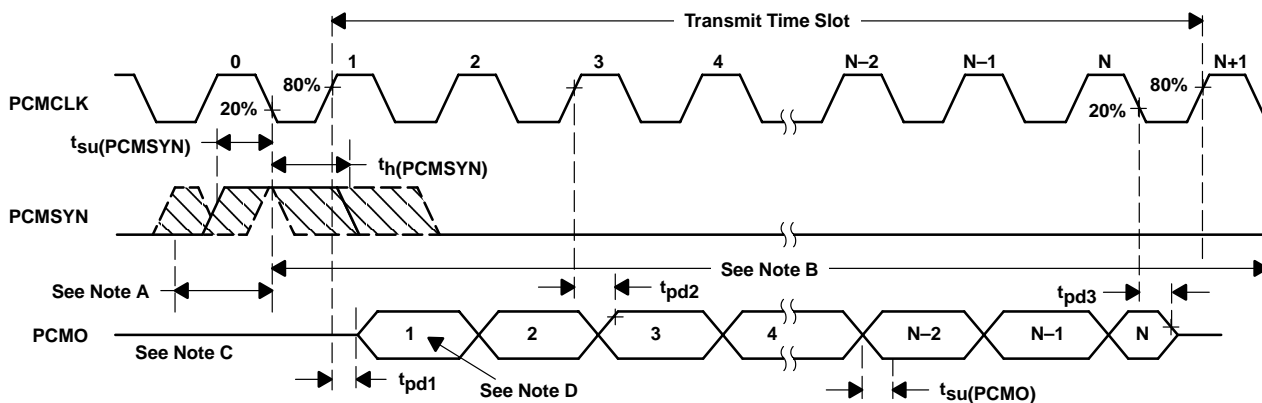 Transmit Time Slot
0 1 2 3 4 N–2 N–1 N N+1
PCMCLK
80%
20%
80%
20%
tsu(PCMSYN)
th(PCMSYN)
PCMSYN
See Note B
See Note A
tpd2
tpd3
PCMO
1 2 3 4 N–2 N–1 N
See Note C
tpd1
See Note D
tsu(PCMO)